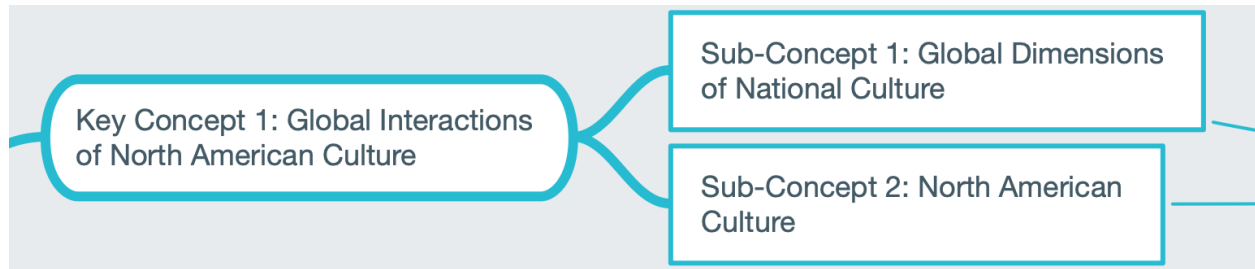 Key Concept 1: Global Interactions
of North American Culture
Sub-Concept 1: Global Dimensions
of National Culture
Sub-Concept 2: North American
Culture